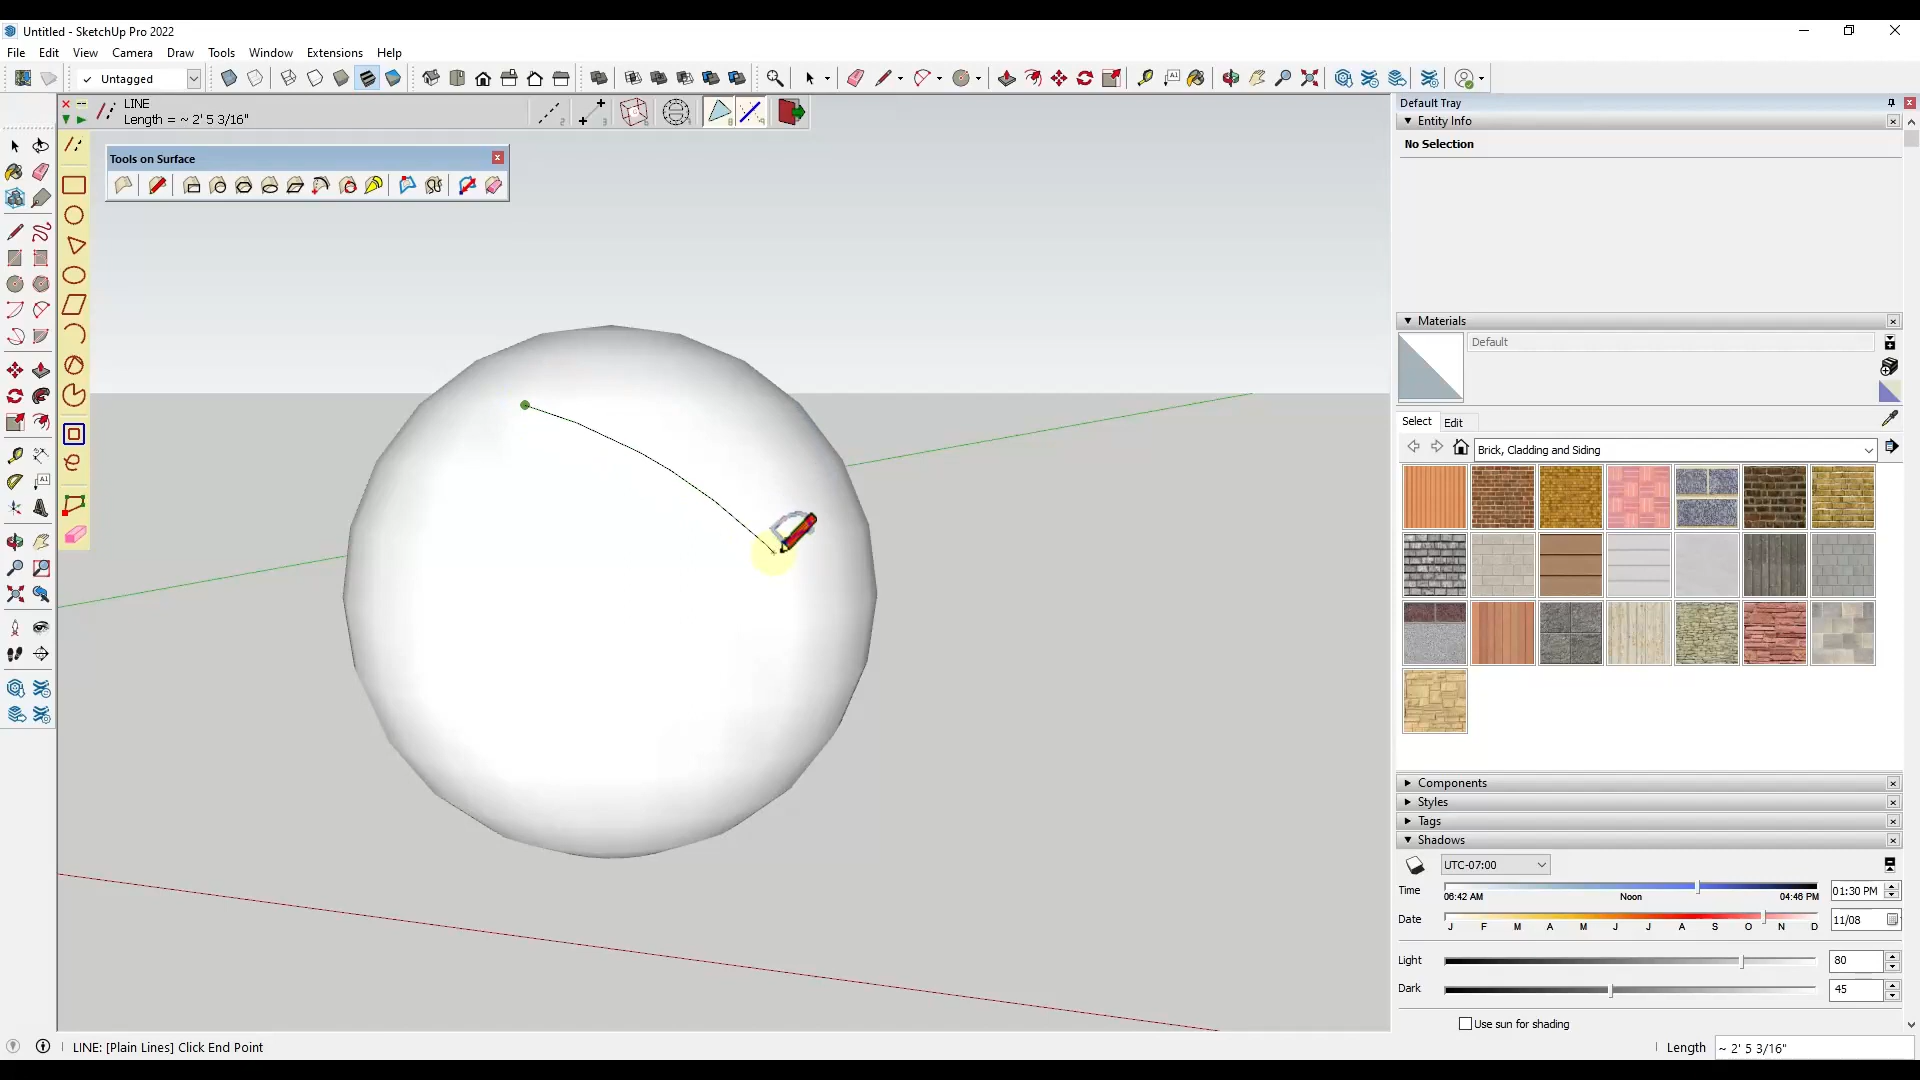 Untitled - SketchUp Pro 2022
File Edit View Camera Draw Tools Window Extensions Help
Untagged
LINE
Length = ~ 2' 5 3/16"
Tools on Surface
Default Tray
Entity Info
No Selection
Materials
Default
Select Edit
Brick, Cladding and Siding
Components
Styles
Tags
Shadows
UTC-07:00
Time
06:42 AM Noon 04:46 PM
01:30 PM
Date
J F M A M J J A S O N D
11/08
Light 80
Dark 45
Use sun for shading
LINE: [Plain Lines] Click End Point
Length ~ 2' 5 3/16"